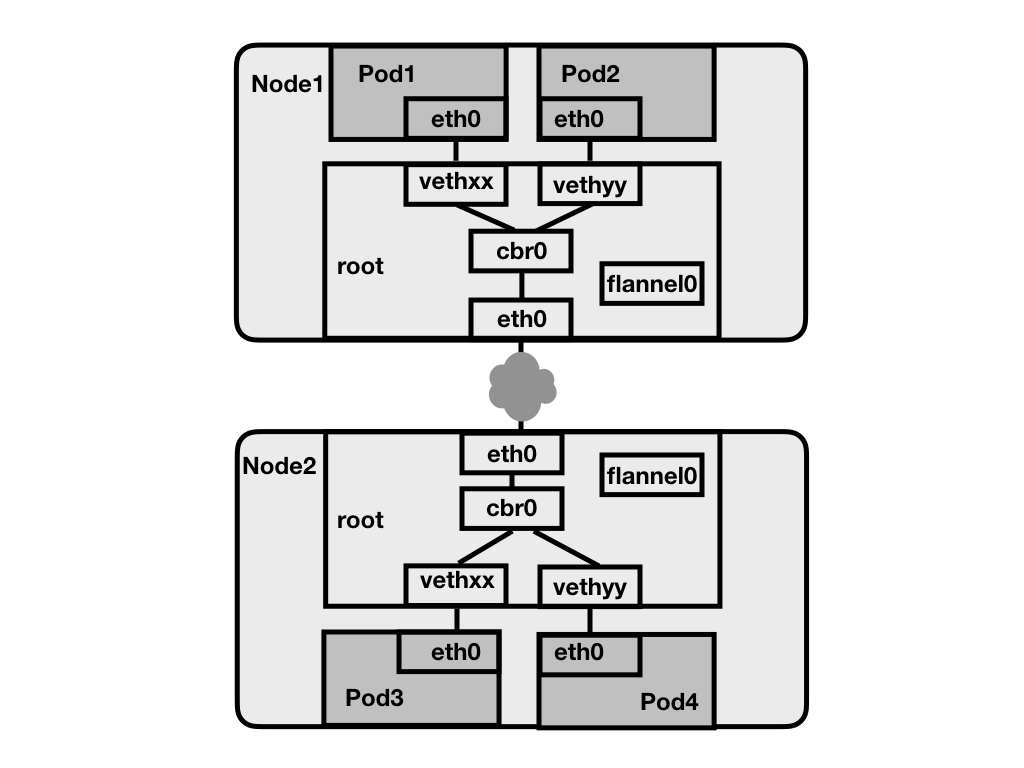 Node1
Pod1
Pod2
eth0
eth0
vethxx
vethyy
cbr0
root
flannel0
eth0
eth0
Node2
flannel0
cbr0
root
vethxx
vethyy
eth0
eth0
Pod3
Pod4